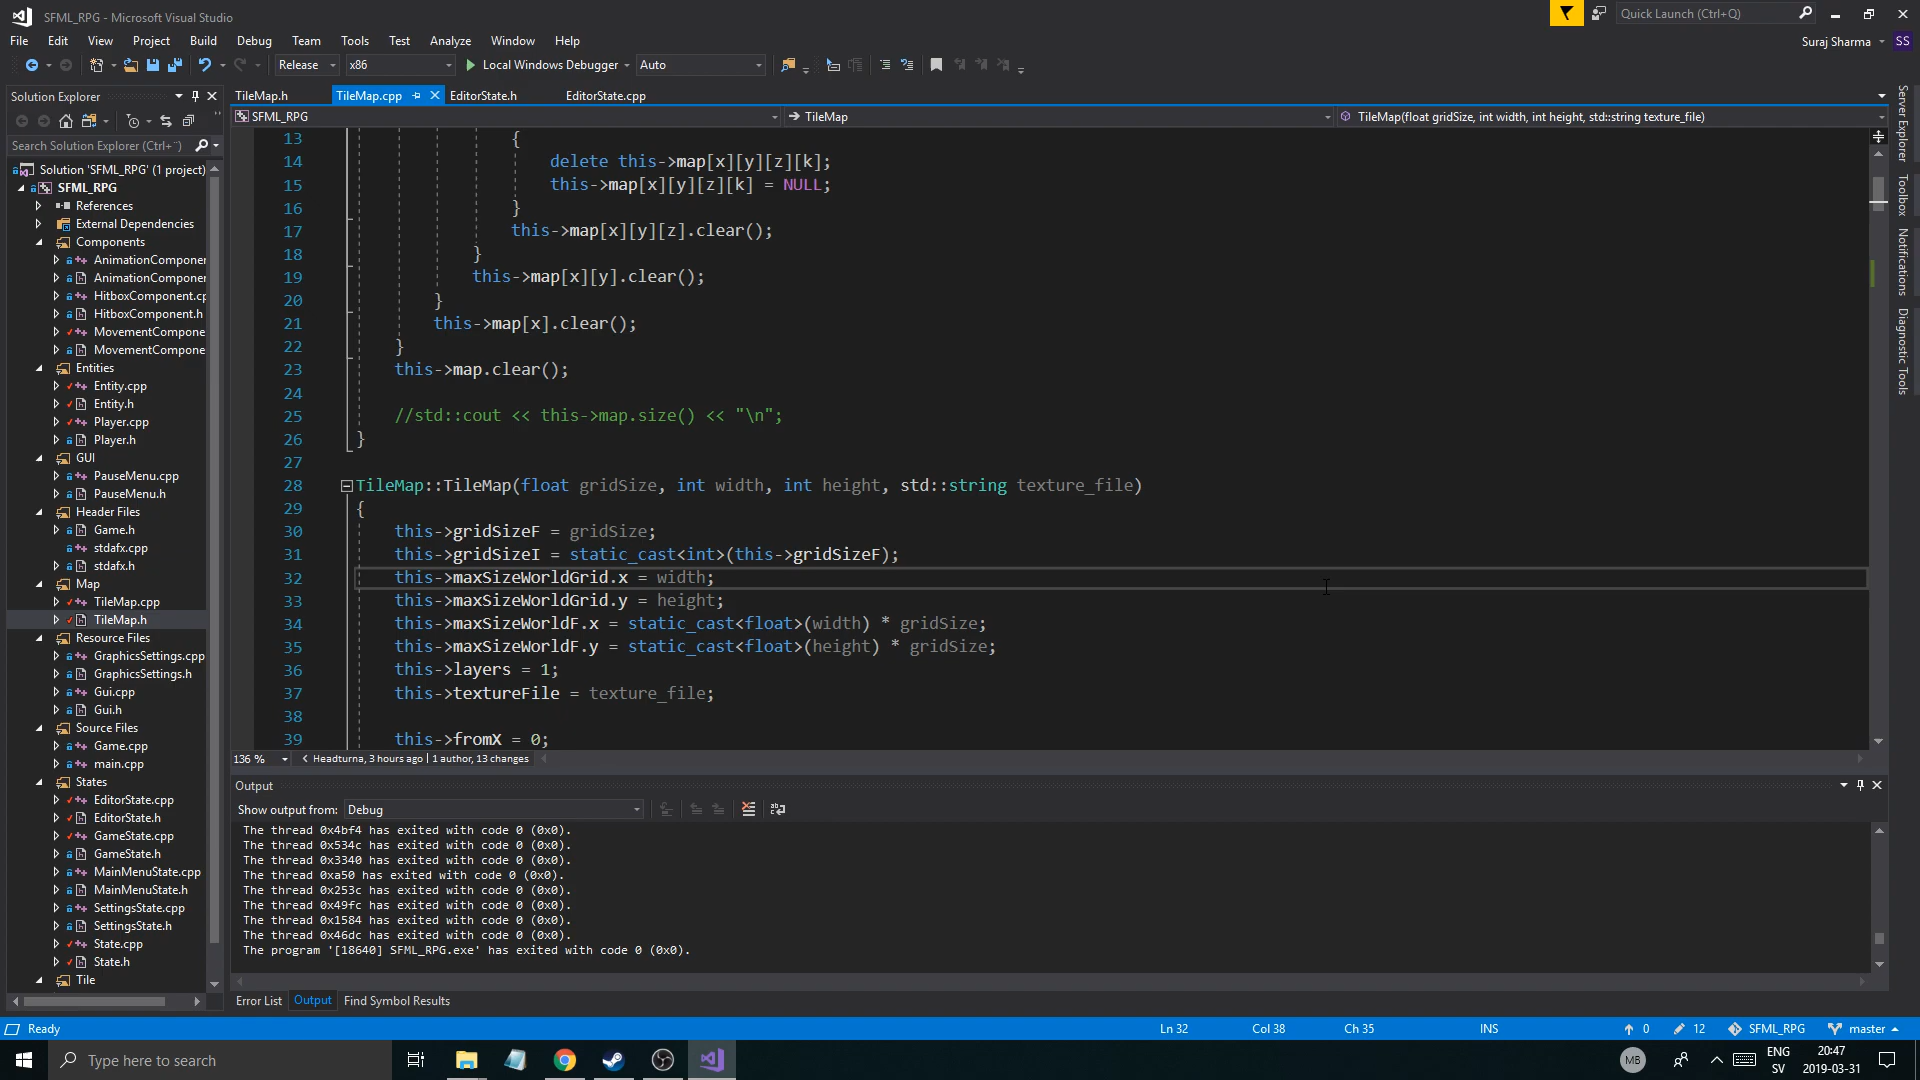 SFML_RPG - Microsoft Visual Studio
Quick Launch (Ctrl+Q)
File Edit View Project Build Debug Team Tools Test Analyze Window Help
Suraj Sharma SS
Release x86 Local Windows Debugger Auto
Solution Explorer
TileMap.h TileMap.cpp EditorState.h EditorState.cpp
SFML_RPG TileMap TileMap(float gridSize, int width, int height, std::string texture_file)
Search Solution Explorer (Ctrl+¨)
Solution 'SFML_RPG' (1 project)
SFML_RPG
References
External Dependencies
Components
AnimationComponer
AnimationComponer
HitboxComponent.cp
HitboxComponent.h
MovementCompone
MovementCompone
Entities
Entity.cpp
Entity.h
Player.cpp
Player.h
GUI
PauseMenu.cpp
PauseMenu.h
Header Files
Game.h
stdafx.cpp
stdafx.h
Map
TileMap.cpp
TileMap.h
Resource Files
GraphicsSettings.cpp
GraphicsSettings.h
Gui.cpp
Gui.h
Source Files
Game.cpp
main.cpp
States
EditorState.cpp
EditorState.h
GameState.cpp
GameState.h
MainMenuState.cpp
MainMenuState.h
SettingsState.cpp
SettingsState.h
State.cpp
State.h
Tile
13 {
14 delete this->map[x][y][z][k];
15 this->map[x][y][z][k] = NULL;
16 }
17 this->map[x][y][z].clear();
18 }
19 this->map[x][y].clear();
20 }
21 this->map[x].clear();
22 }
23 this->map.clear();
24
25 //std::cout << this->map.size() << "\n";
26 }
27
28 TileMap::TileMap(float gridSize, int width, int height, std::string texture_file)
29 {
30 this->gridSizeF = gridSize;
31 this->gridSizeI = static_cast<int>(this->gridSizeF);
32 this->maxSizeWorldGrid.x = width;
33 this->maxSizeWorldGrid.y = height;
34 this->maxSizeWorldF.x = static_cast<float>(width) * gridSize;
35 this->maxSizeWorldF.y = static_cast<float>(height) * gridSize;
36 this->layers = 1;
37 this->textureFile = texture_file;
38
39 this->fromX = 0;
136 % Headturna, 3 hours ago | 1 author, 13 changes
Server Explorer
Toolbox
Notifications
Diagnostic Tools
Output
Show output from: Debug
The thread 0x4bf4 has exited with code 0 (0x0).
The thread 0x534c has exited with code 0 (0x0).
The thread 0x3340 has exited with code 0 (0x0).
The thread 0xa50 has exited with code 0 (0x0).
The thread 0x253c has exited with code 0 (0x0).
The thread 0x49fc has exited with code 0 (0x0).
The thread 0x1584 has exited with code 0 (0x0).
The thread 0x46dc has exited with code 0 (0x0).
The program '[18640] SFML_RPG.exe' has exited with code 0 (0x0).
Error List Output Find Symbol Results
Ready Ln 32 Col 38 Ch 35 INS 0 12 SFML_RPG master
Type here to search
MB
ENG
SV
20:47
2019-03-31